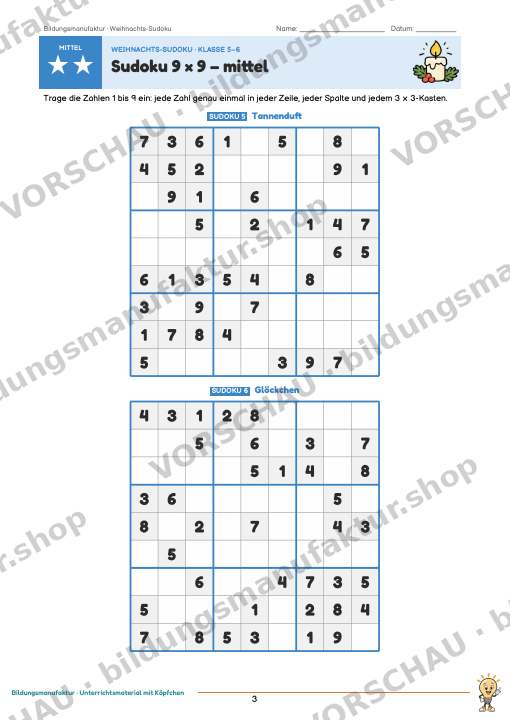 Bildungsmanufaktur · Weihnachts-Sudoku Name: Datum:
MITTEL
WEIHNACHTS-SUDOKU · KLASSE 5–6
Sudoku 9 × 9 – mittel
Trage die Zahlen 1 bis 9 ein: jede Zahl genau einmal in jeder Zeile, jeder Spalte und jedem 3 x 3-Kasten.
SUDOKU 5 Tannenduft
7 3 6 1 5 8
4 5 2 9 1
9 1 6
5 2 1 4 7
6 5
6 1 3 5 4 8
3 9 7
1 7 8 4
5 3 9 7
SUDOKU 6 Glöckchen
4 3 1 2 8
5 6 3 7
5 1 4 8
3 6 5
8 2 7 4 3
5
6 4 7 3 5
5 1 2 8 4
7 8 5 3 1 9
Bildungsmanufaktur · Unterrichtsmaterial mit Köpfchen
3
VORSCHAU · bildungsmanufaktur.shop